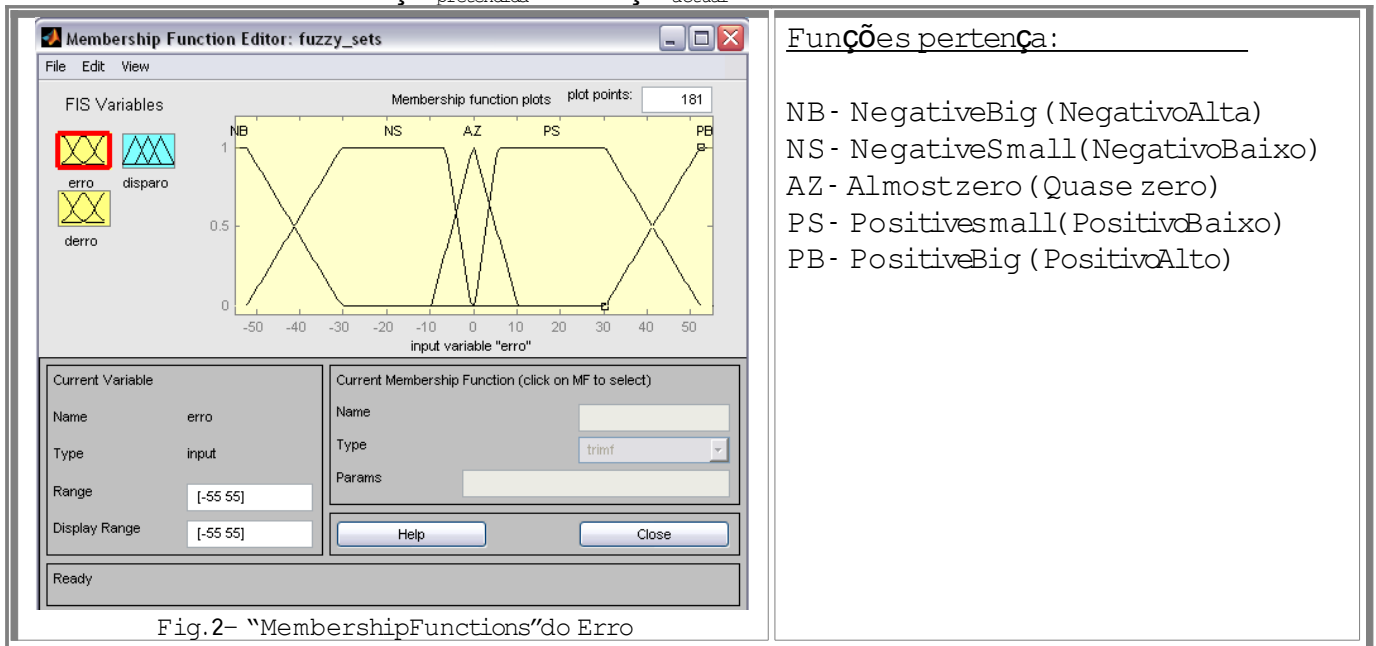 pretendida actual
Membership Function Editor: fuzzy_sets
File Edit View
FIS Variables
Membership function plots plot points: 181
erro disparo
derro
NB NS AZ PS PB
1
0.5
0
-50 -40 -30 -20 -10 0 10 20 30 40 50
input variable "erro"
Current Variable
Name erro
Type input
Range [-55 55]
Display Range [-55 55]
Current Membership Function (click on MF to select)
Name
Type trimf
Params
Help Close
Ready
Fig.2– “MembershipFunctions”do Erro
Funções pertença:
NB- NegativeBig (NegativoAlta)
NS- NegativeSmall(NegativoBaixo)
AZ- Almostzero (Quase zero)
PS- Positivesmall(PositivoBaixo)
PB- PositiveBig (PositivoAlto)